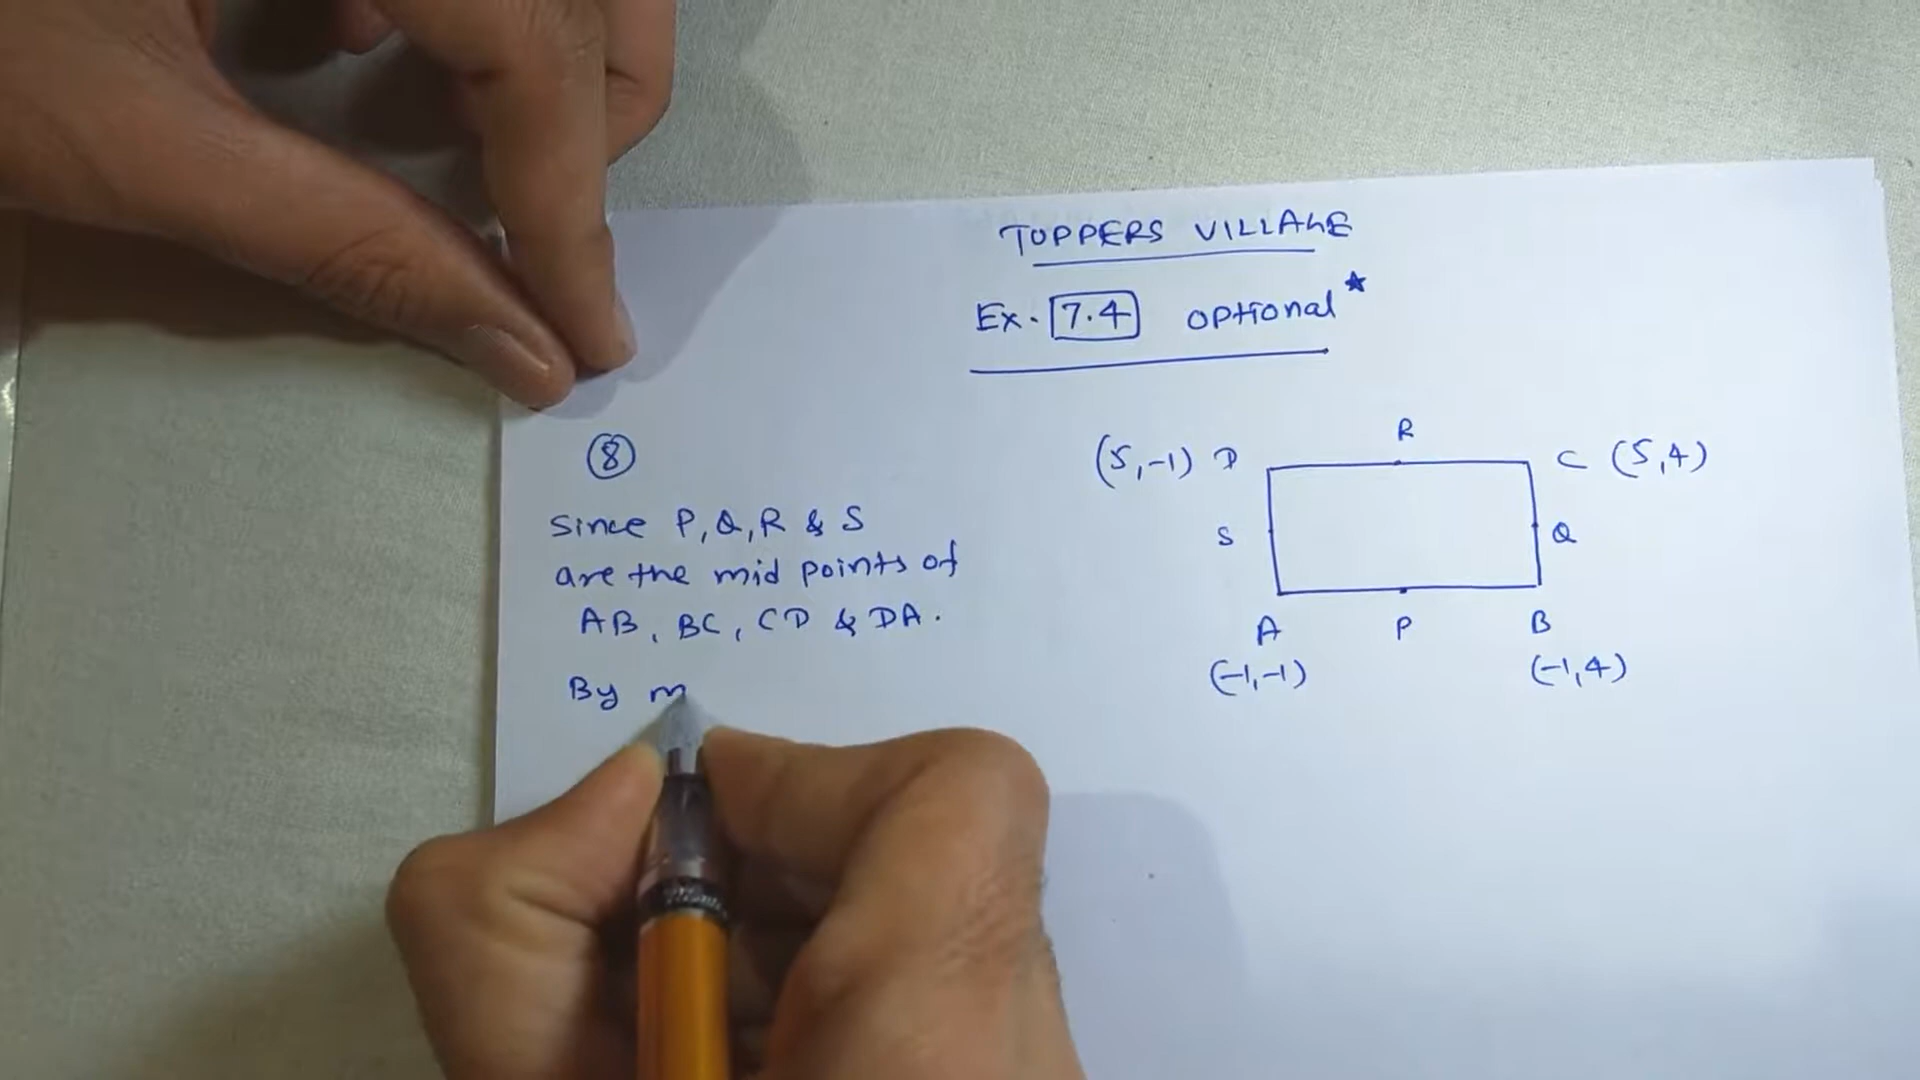 TOPPERS VILLAGE
Ex. 7.4 optional*
8
Since P, Q, R & S
are the mid points of
AB, BC, CD & DA.
By m
R
(5,-1) D
C (5,4)
S
Q
A
P
B
(-1,-1)
(-1,4)